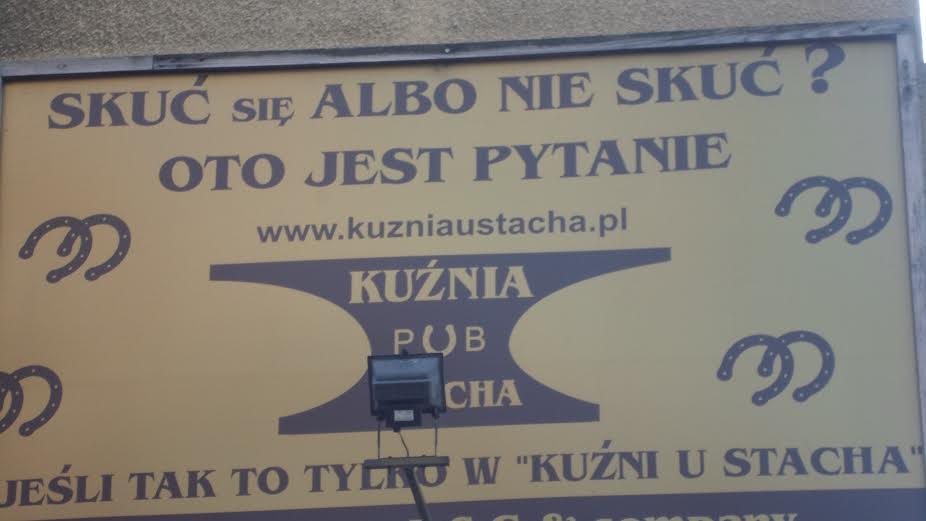 SKUĆ SIĘ ALBO NIE SKUĆ ?
OTO JEST PYTANIE
www.kuzniaustacha.pl
KUŹNIA
PUB
JEŚLI TAK TO TYLKO W "KUŹNI U STACHA"
& company